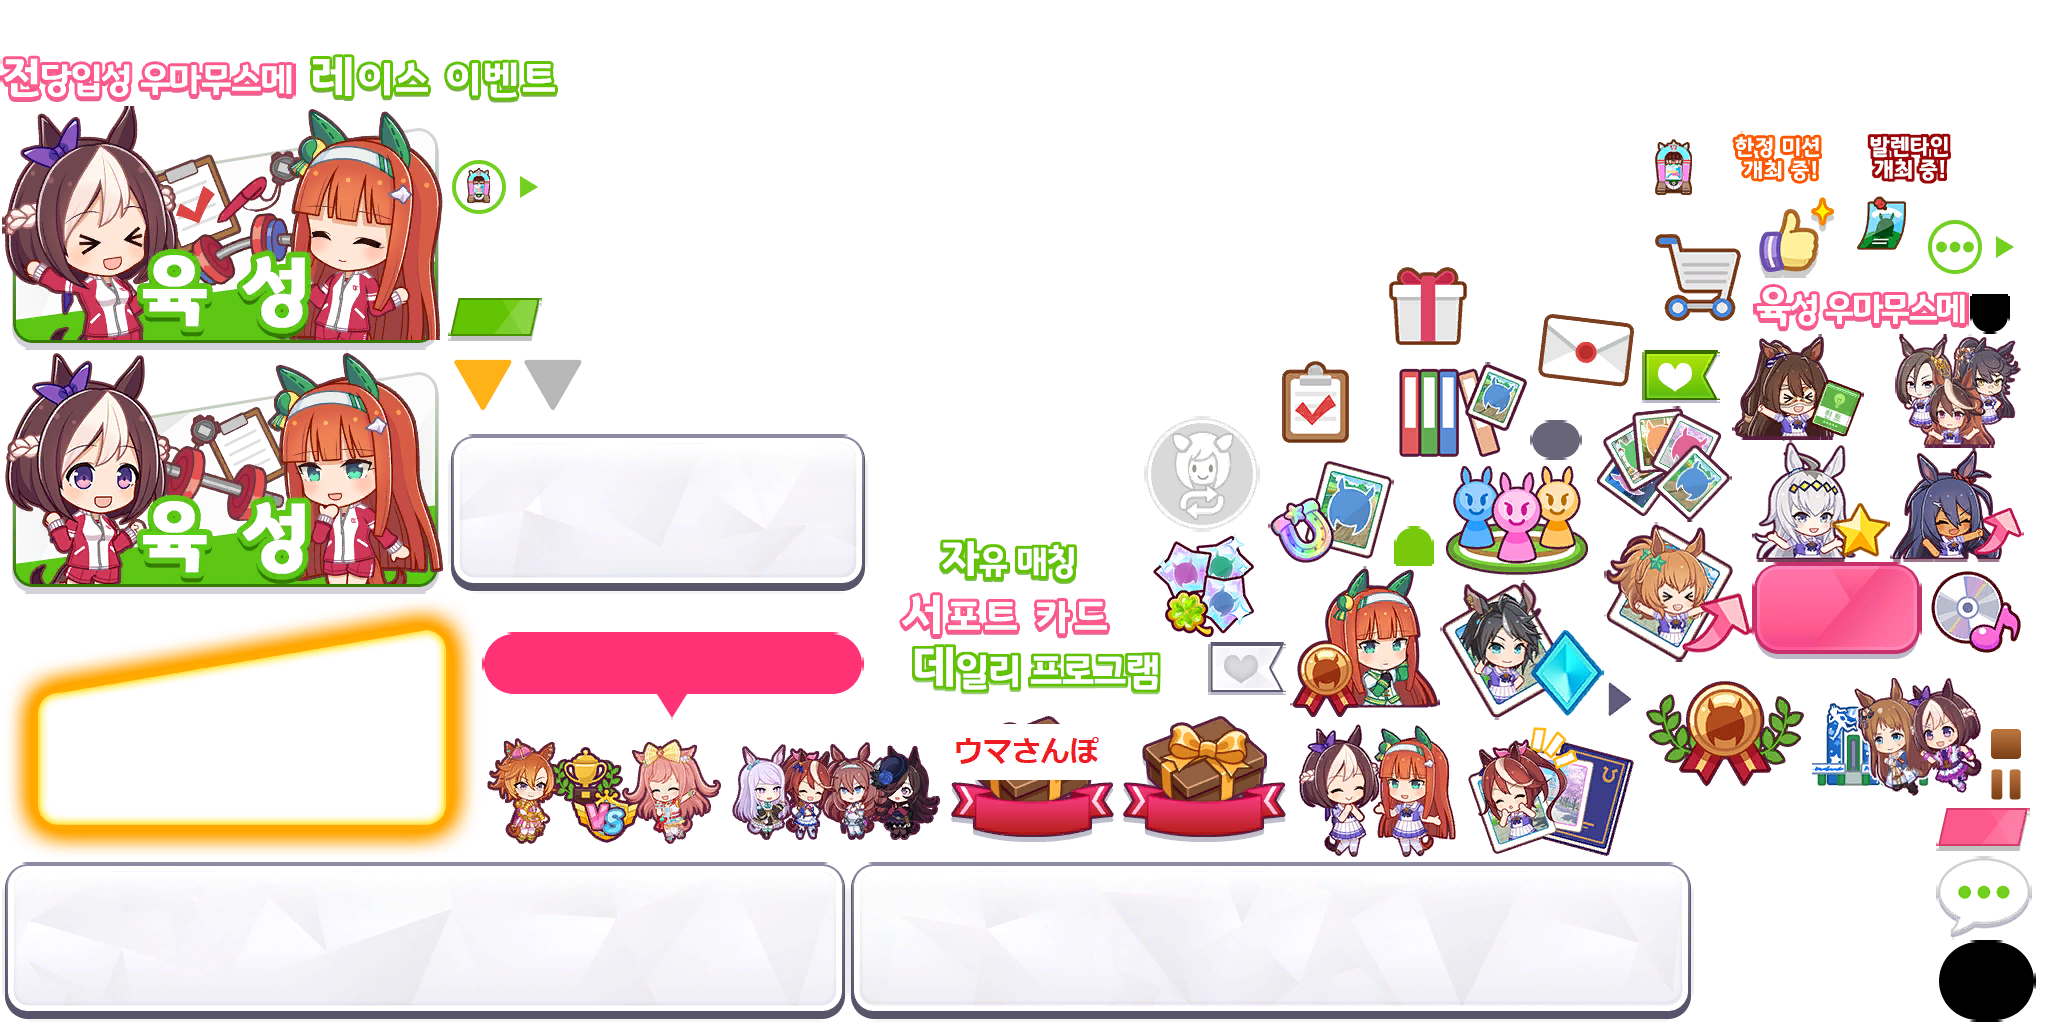 전당입성 우마무스메
레이스 이벤트
한정 미션
개최 중!
발렌타인
개최 중!
육성
육성 우마무스메
육성
자유 매칭
서포트 카드
데일리 프로그램
ウマさんぽ
VS